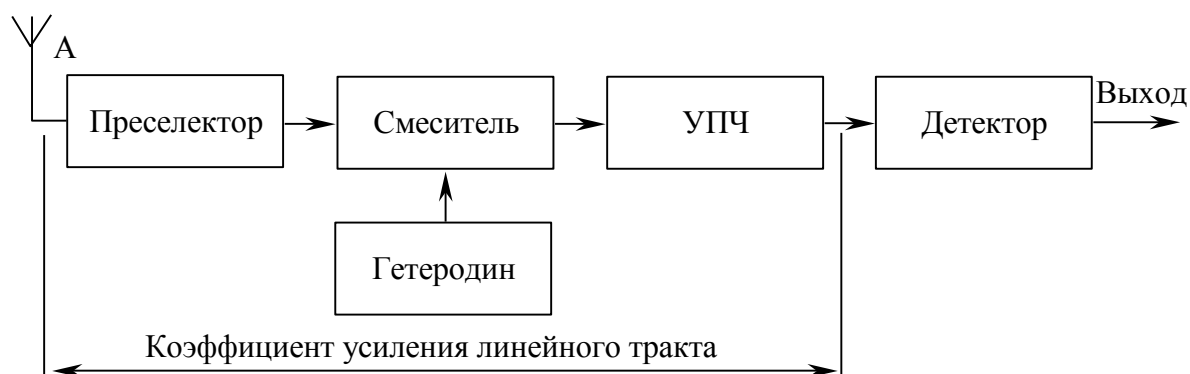 А
Преселектор
Смеситель
УПЧ
Детектор
Выход
Гетеродин
Коэффициент усиления линейного тракта